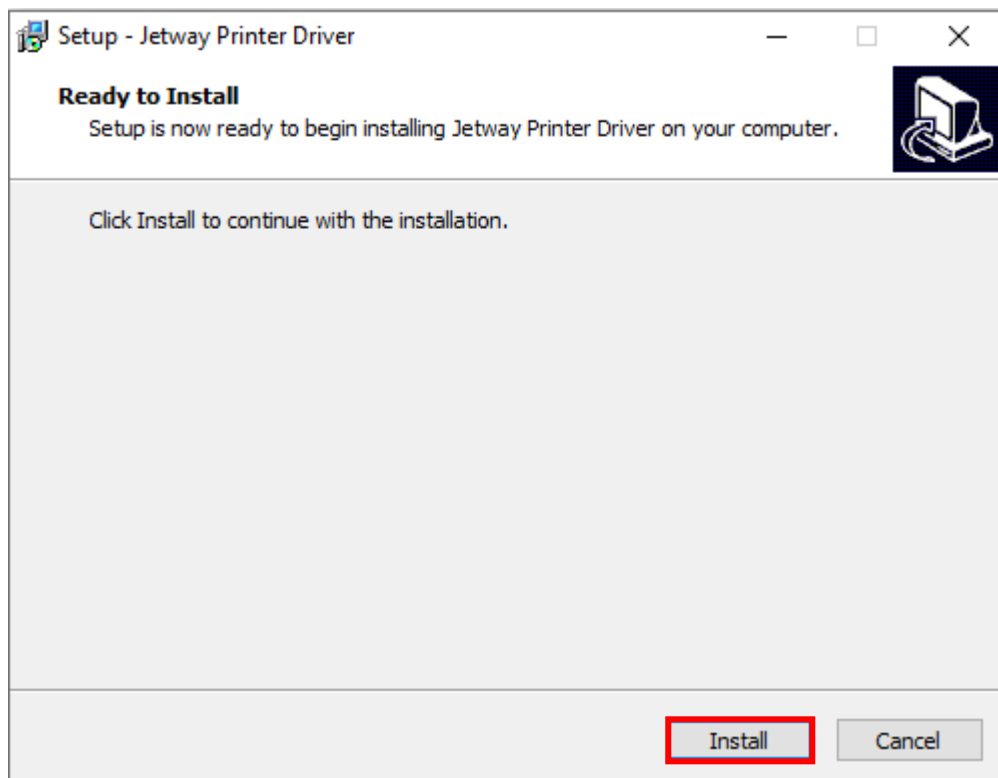 Setup - Jetway Printer Driver
Ready to Install
Setup is now ready to begin installing Jetway Printer Driver on your computer.
Click Install to continue with the installation.
Install
Cancel